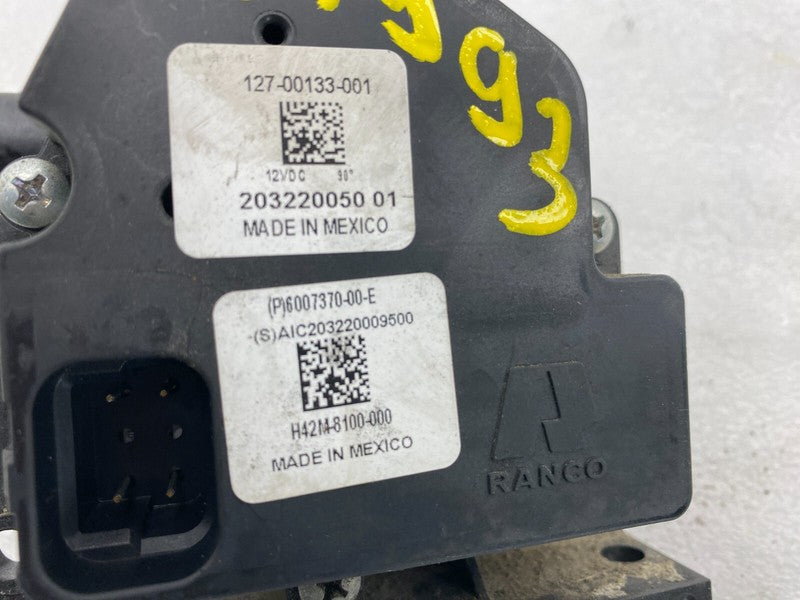 993
127-00133-001
12VDC 90°
203220050 01
MADE IN MEXICO
(P)6007370-00-E
(S)AIC203220009500
H42M-8100-000
MADE IN MEXICO
RANCO